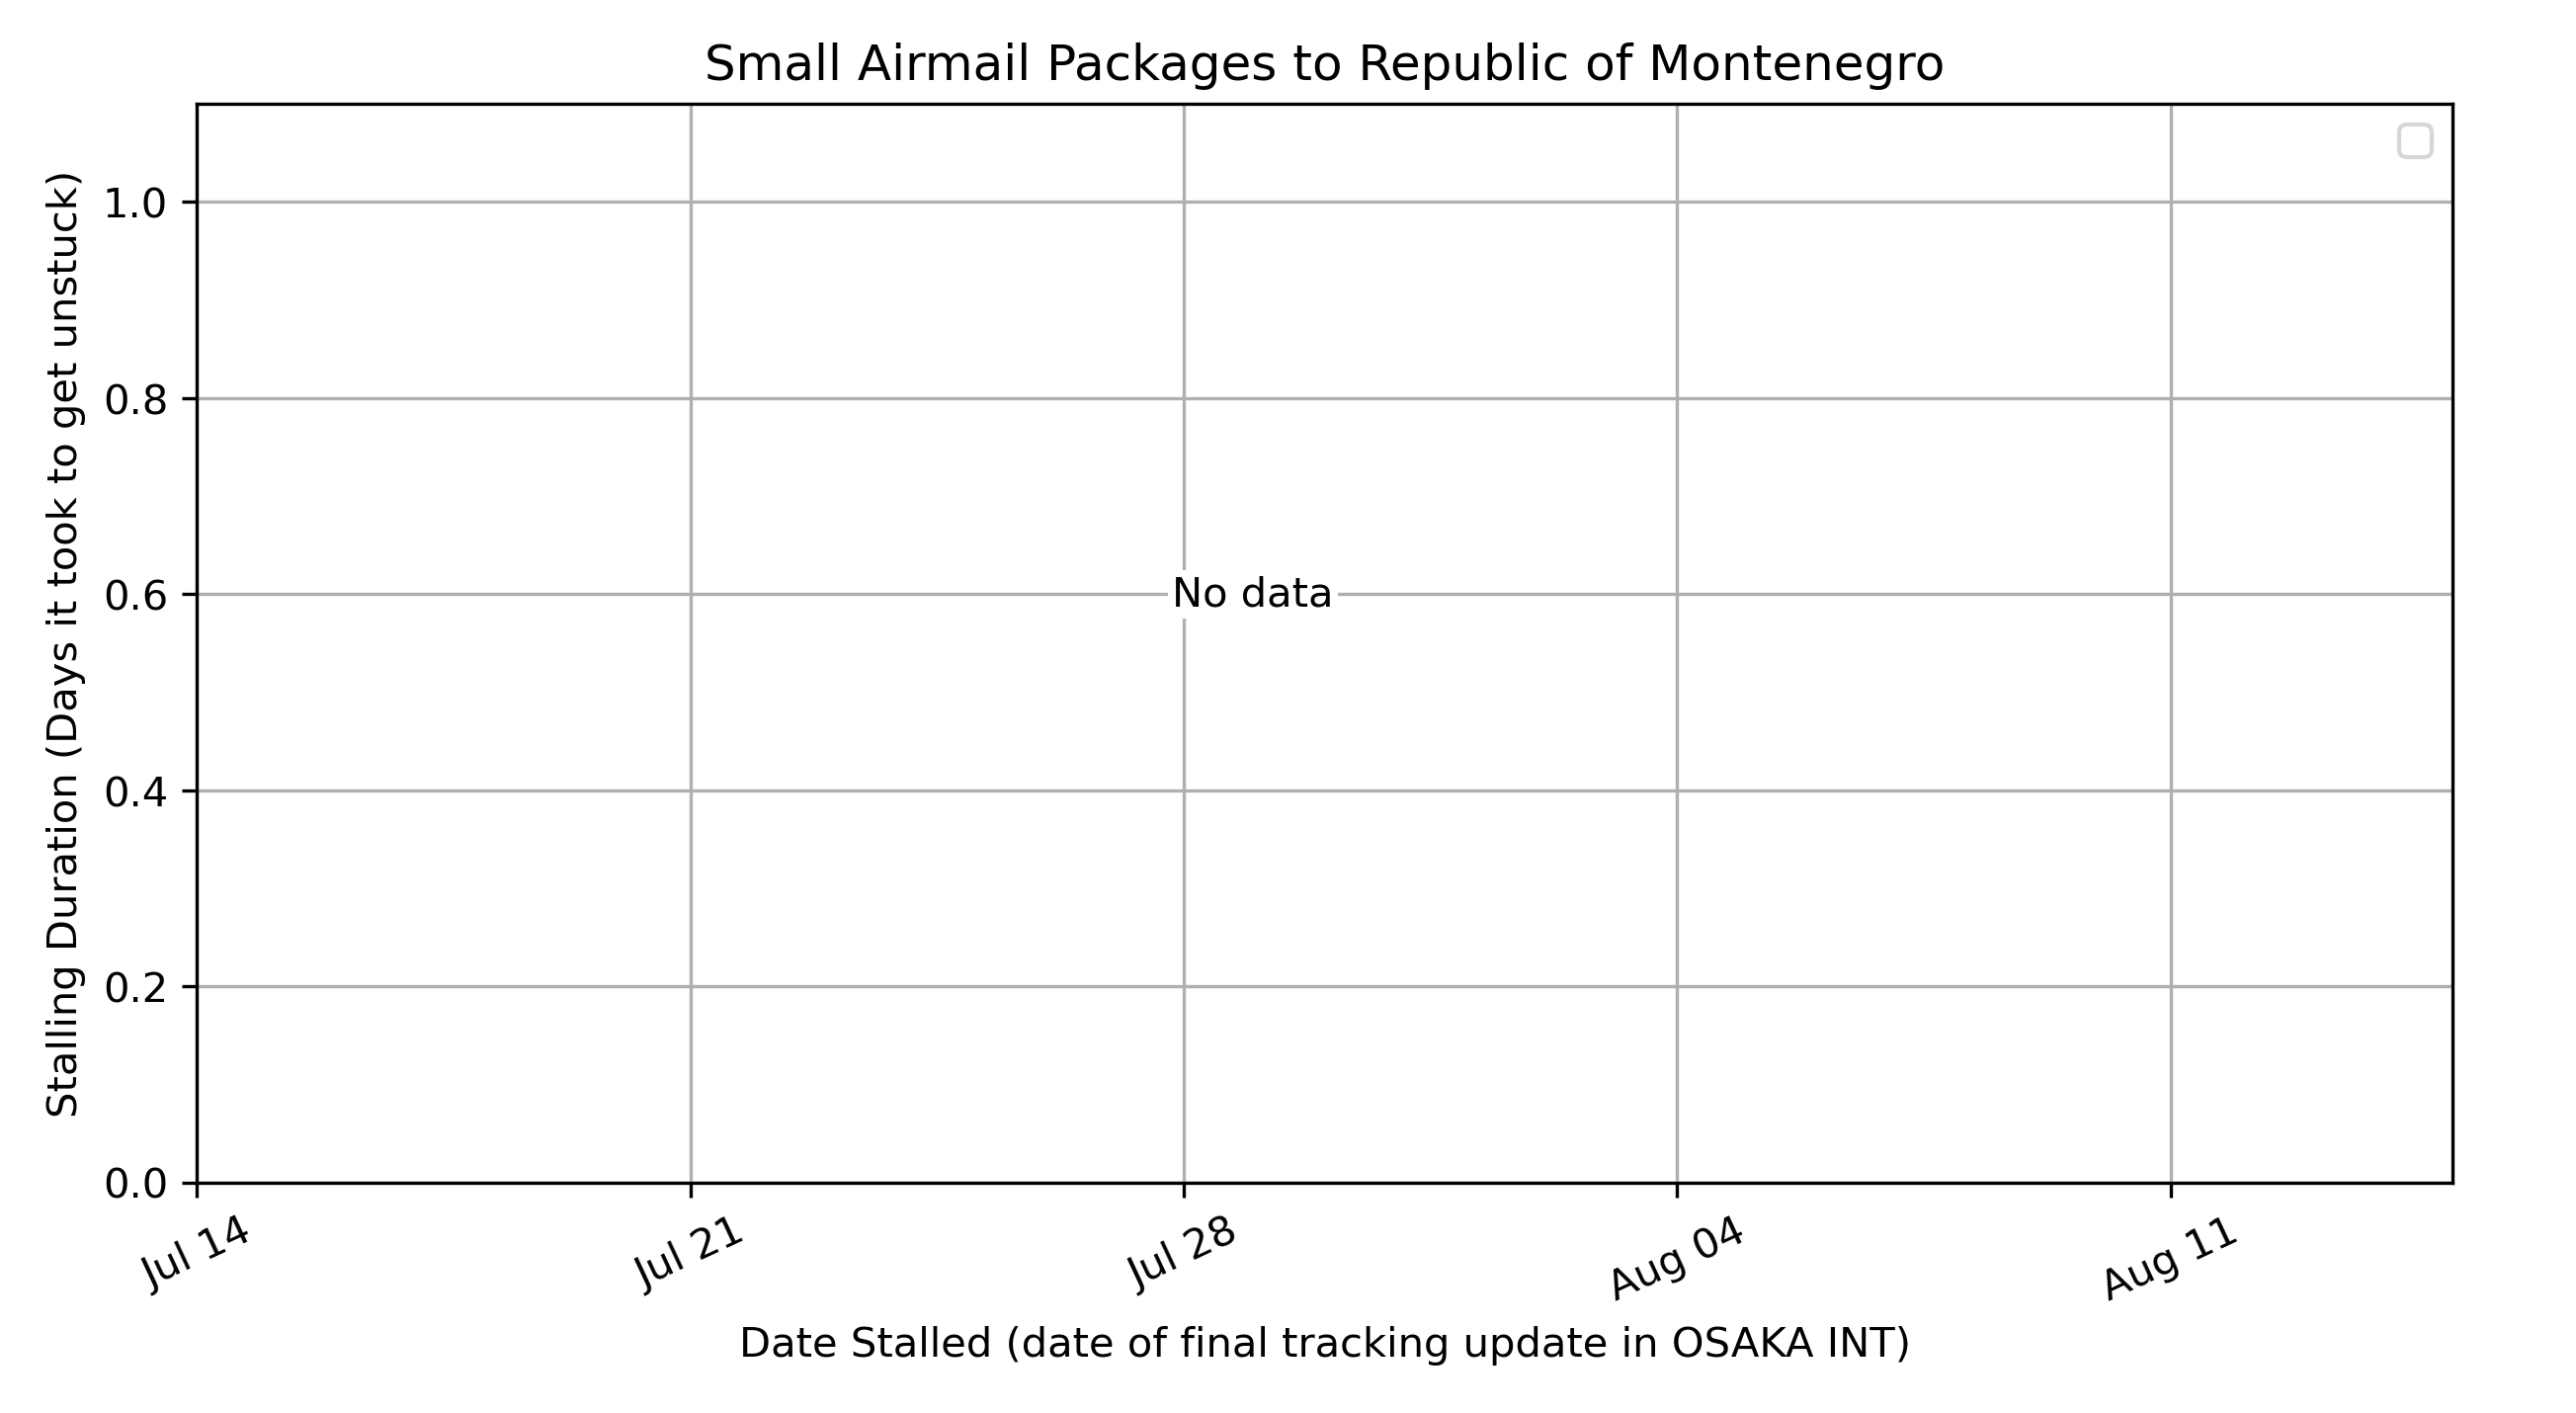 Small Airmail Packages to Republic of Montenegro
Stalling Duration (Days it took to get unstuck)
1.0
0.8
0.6
0.4
0.2
0.0
No data
Jul 14
Jul 21
Jul 28
Aug 04
Aug 11
Date Stalled (date of final tracking update in OSAKA INT)